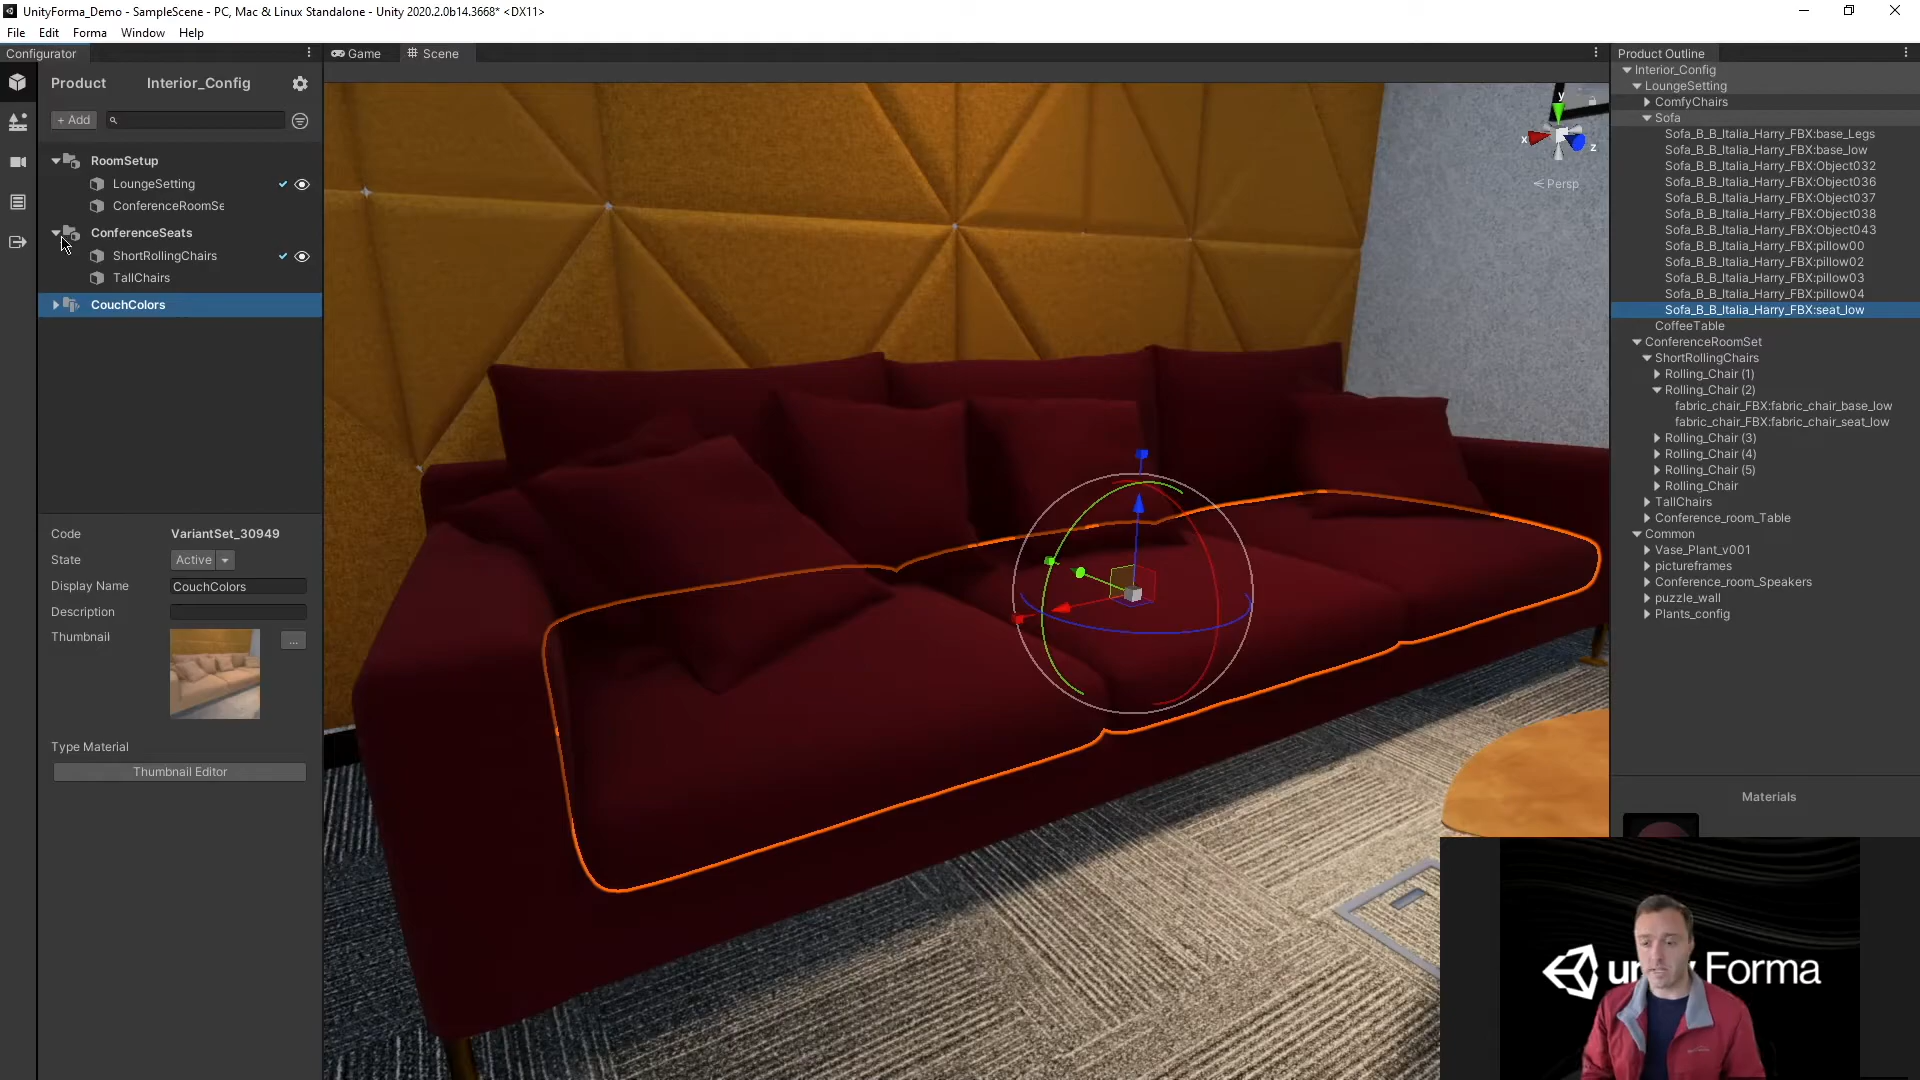 UnityForma_Demo - SampleScene - PC, Mac & Linux Standalone - Unity 2020.2.0b14.3668* <DX11>
File Edit Forma Window Help
Configurator
Game
Scene
Product Outline
Product Interior_Config
+ Add
RoomSetup
LoungeSetting
ConferenceRoomSe
ConferenceSeats
ShortRollingChairs
TallChairs
CouchColors
Code VariantSet_30949
State Active
Display Name CouchColors
Description
Thumbnail ...
Type Material
Thumbnail Editor
y
x
z
Persp
Interior_Config
LoungeSetting
ComfyChairs
Sofa
Sofa_B_B_Italia_Harry_FBX:base_Legs
Sofa_B_B_Italia_Harry_FBX:base_low
Sofa_B_B_Italia_Harry_FBX:Object032
Sofa_B_B_Italia_Harry_FBX:Object036
Sofa_B_B_Italia_Harry_FBX:Object037
Sofa_B_B_Italia_Harry_FBX:Object038
Sofa_B_B_Italia_Harry_FBX:Object043
Sofa_B_B_Italia_Harry_FBX:pillow00
Sofa_B_B_Italia_Harry_FBX:pillow02
Sofa_B_B_Italia_Harry_FBX:pillow03
Sofa_B_B_Italia_Harry_FBX:pillow04
Sofa_B_B_Italia_Harry_FBX:seat_low
CoffeeTable
ConferenceRoomSet
ShortRollingChairs
Rolling_Chair (1)
Rolling_Chair (2)
fabric_chair_FBX:fabric_chair_base_low
fabric_chair_FBX:fabric_chair_seat_low
Rolling_Chair (3)
Rolling_Chair (4)
Rolling_Chair (5)
Rolling_Chair
TallChairs
Conference_room_Table
Common
Vase_Plant_v001
pictureframes
Conference_room_Speakers
puzzle_wall
Plants_config
Materials
unity Forma